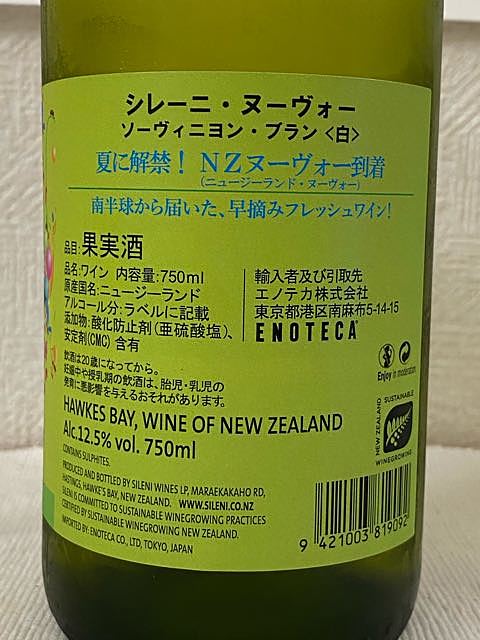 シレーニ・ヌーヴォー
ソーヴィニヨン・ブラン〈白〉
夏に解禁！ NZヌーヴォー到着
（ニュージーランド・ヌーヴォー）
南半球から届いた、早摘みフレッシュワイン！
品目:果実酒
品名:ワイン 内容量:750ml
原産国名:ニュージーランド
アルコール分:ラベルに記載
添加物:酸化防止剤（亜硫酸塩）、
安定剤(CMC) 含有
輸入者及び引取先
エノテカ株式会社
東京都港区南麻布5-14-15
ENOTECA
飲酒は20歳になってから。
妊娠中や授乳期の飲酒は、胎児・乳児の
発育に悪影響を与えるおそれがあります。
Enjoy in moderation
HAWKES BAY, WINE OF NEW ZEALAND
Alc.12.5% vol. 750ml
CONTAINS SULPHITES.
PRODUCED AND BOTTLED BY SILENI WINES LP, MARAEKAKAHO RD,
HASTINGS, HAWKE'S BAY, NEW ZEALAND. WWW.SILENI.CO.NZ
SILENI IS COMMITTED TO SUSTAINABLE WINEGROWING PRACTICES
CERTIFIED BY SUSTAINABLE WINEGROWING NEW ZEALAND.
IMPORTED BY: ENOTECA CO., LTD, TOKYO, JAPAN
NEW ZEALAND
SUSTAINABLE
WINEGROWING
9 421003 819092